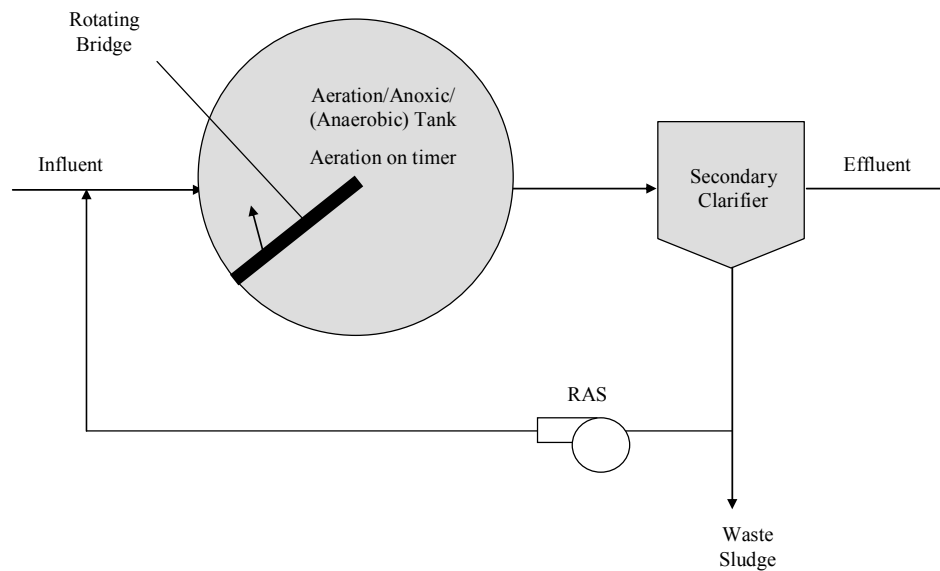 Rotating
Bridge
Aeration/Anoxic/
(Anaerobic) Tank
Aeration on timer
Influent
Secondary
Clarifier
Effluent
RAS
Waste
Sludge